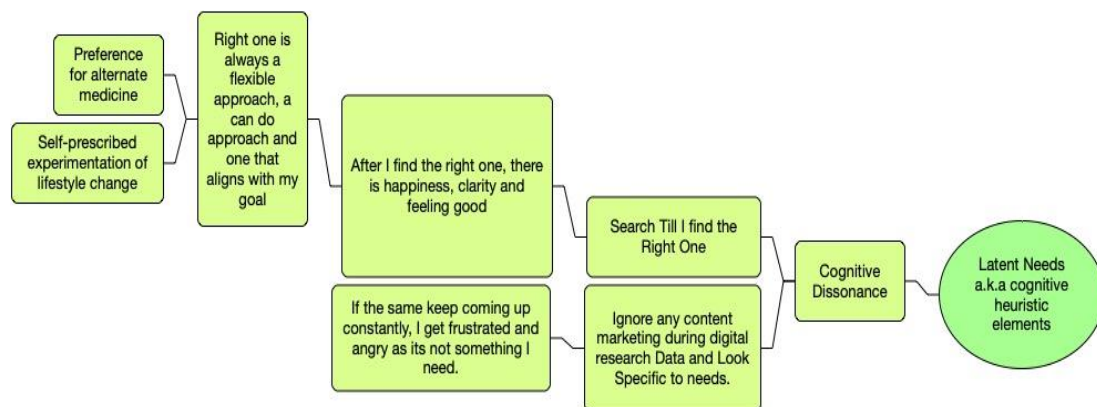 Preference
for alternate
medicine
Self-prescribed
experimentation of
lifestyle change
Right one is
always a
flexible
approach, a
can do
approach and
one that
aligns with my
goal
After I find the right one, there
is happiness, clarity and
feeling good
If the same keep coming up
constantly, I get frustrated and
angry as its not something I
need.
Search Till I find the
Right One
Ignore any content
marketing during digital
research Data and Look
Specific to needs.
Cognitive
Dissonance
Latent Needs
a.k.a cognitive
heuristic
elements